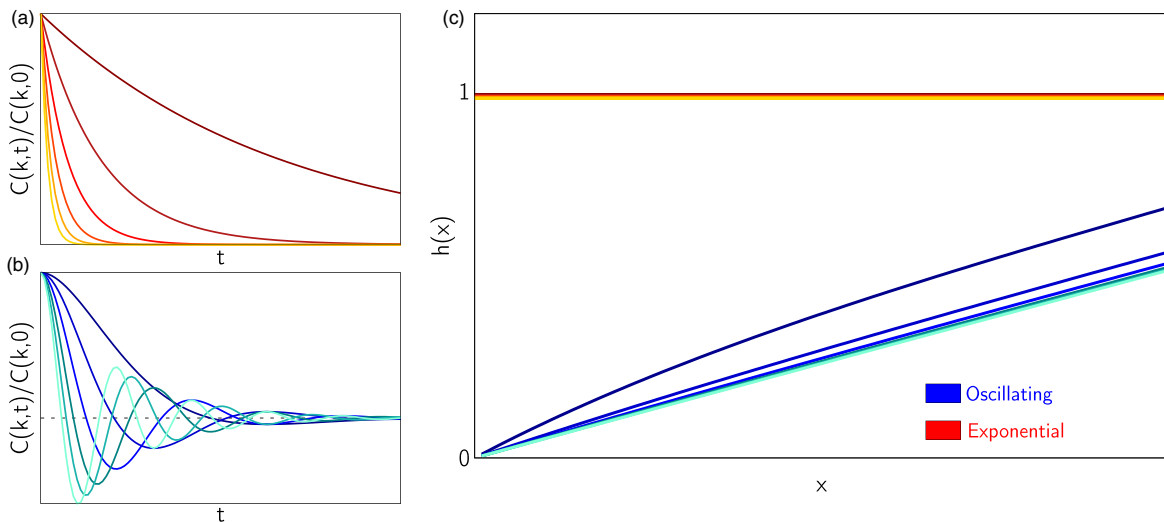 (a)
C(k,t)/C(k,0)
t
(b)
C(k,t)/C(k,0)
t
(c)
1
h(x)
0
x
Oscillating
Exponential